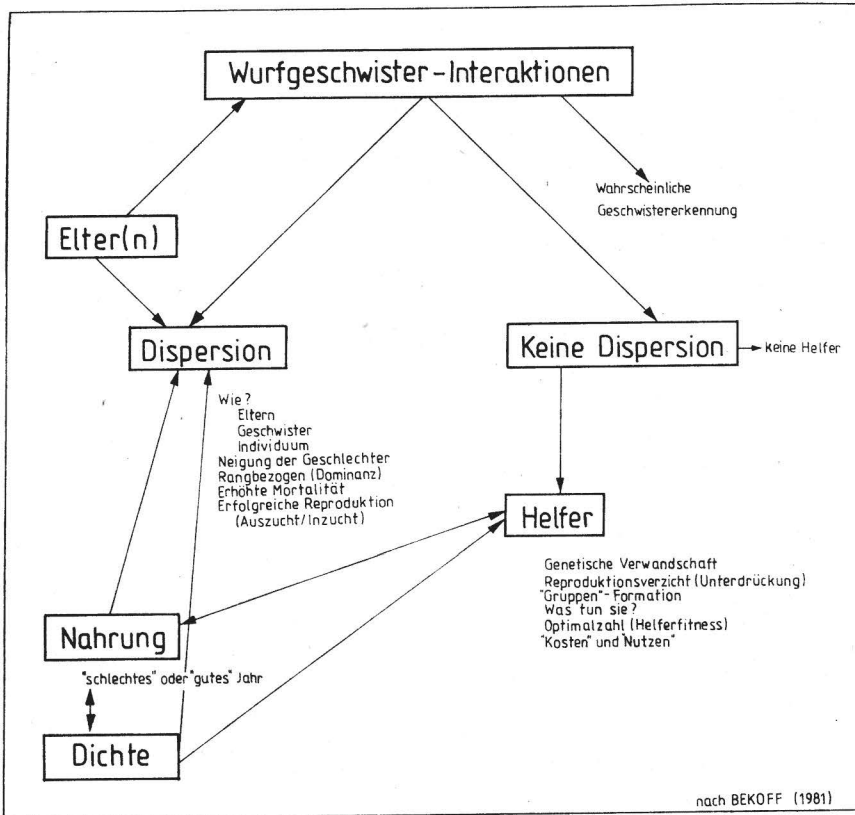 Wurfgeschwister-Interaktionen
Wahrscheinliche
Geschwistererkennung
Elter(n)
Dispersion
Keine Dispersion
keine Helfer
Wie?
Eltern
Geschwister
Individuum
Neigung der Geschlechter
Rangbezogen (Dominanz)
Erhöhte Mortalität
Erfolgreiche Reproduktion
(Auszucht/Inzucht)
Helfer
Genetische Verwandschaft
Reproduktionsverzicht (Unterdrückung)
"Gruppen"-Formation
Was tun sie?
Optimalzahl (Helferfitness)
"Kosten" und "Nutzen"
Nahrung
"schlechtes" oder "gutes" Jahr
Dichte
nach BEKOFF (1981)